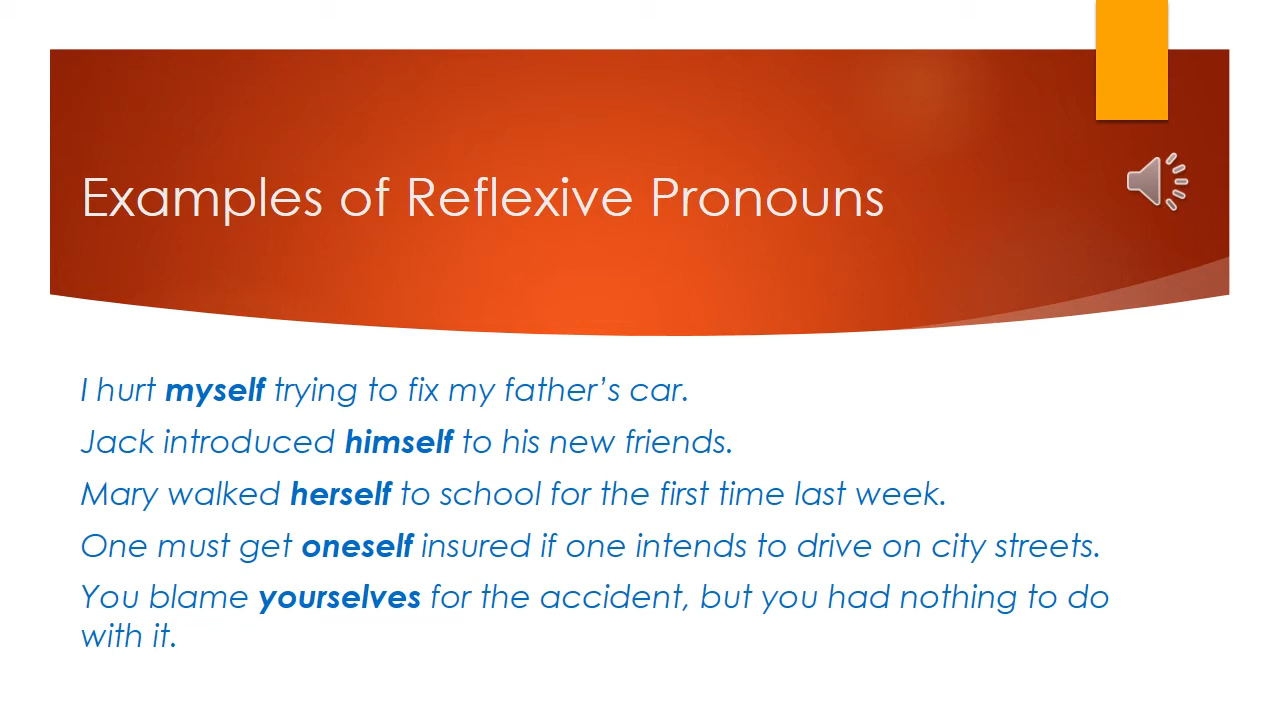 Examples of Reflexive Pronouns
I hurt myself trying to fix my father’s car.
Jack introduced himself to his new friends.
Mary walked herself to school for the first time last week.
One must get oneself insured if one intends to drive on city streets.
You blame yourselves for the accident, but you had nothing to do
with it.